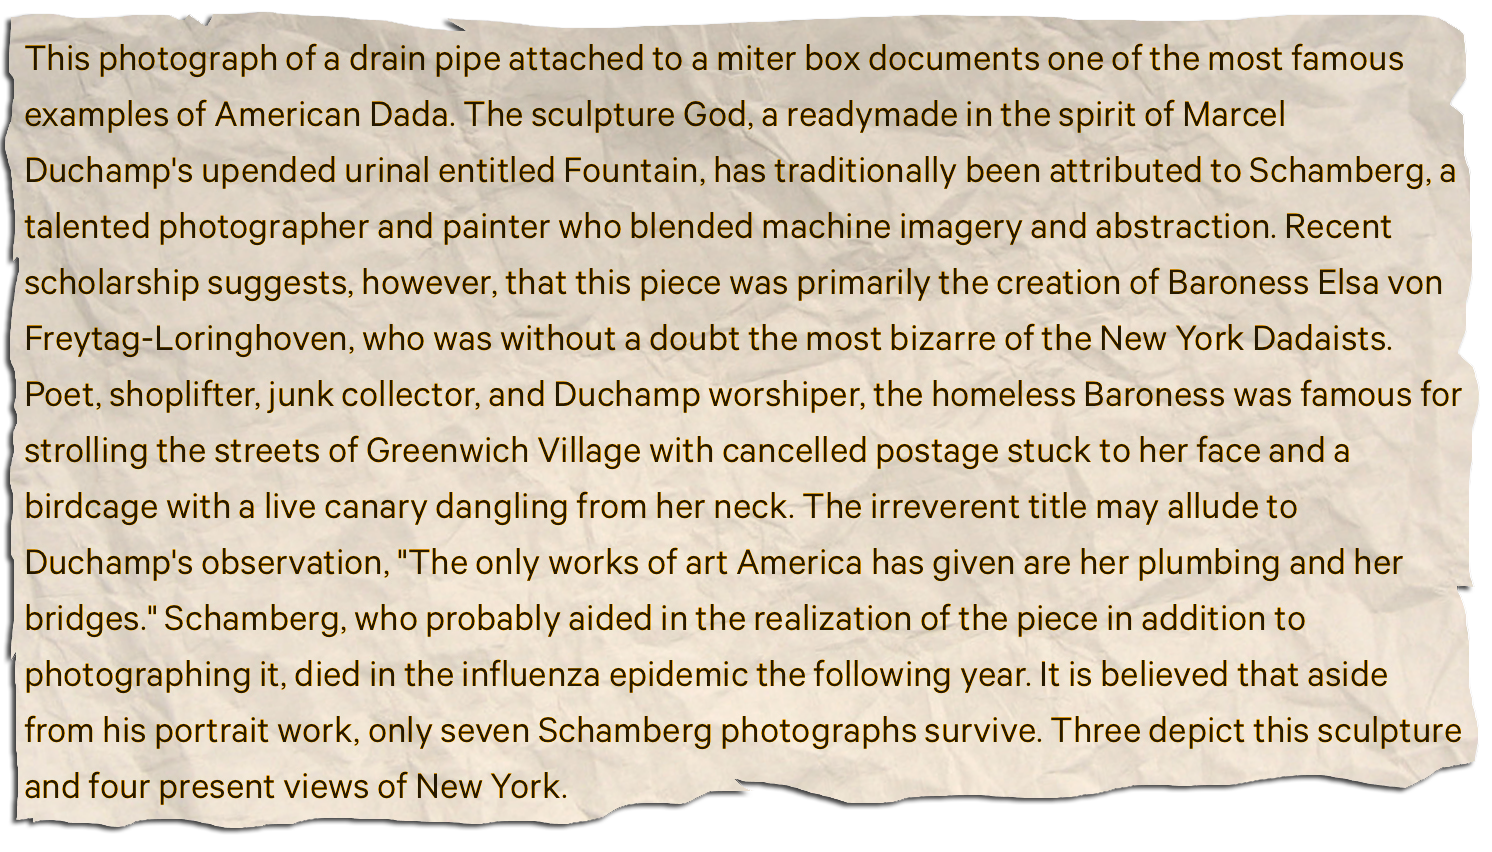 This photograph of a drain pipe attached to a miter box documents one of the most famous
examples of American Dada. The sculpture God, a readymade in the spirit of Marcel
Duchamp's upended urinal entitled Fountain, has traditionally been attributed to Schamberg, a
talented photographer and painter who blended machine imagery and abstraction. Recent
scholarship suggests, however, that this piece was primarily the creation of Baroness Elsa von
Freytag-Loringhoven, who was without a doubt the most bizarre of the New York Dadaists.
Poet, shoplifter, junk collector, and Duchamp worshiper, the homeless Baroness was famous for
strolling the streets of Greenwich Village with cancelled postage stuck to her face and a
birdcage with a live canary dangling from her neck. The irreverent title may allude to
Duchamp's observation, "The only works of art America has given are her plumbing and her
bridges." Schamberg, who probably aided in the realization of the piece in addition to
photographing it, died in the influenza epidemic the following year. It is believed that aside
from his portrait work, only seven Schamberg photographs survive. Three depict this sculpture
and four present views of New York.